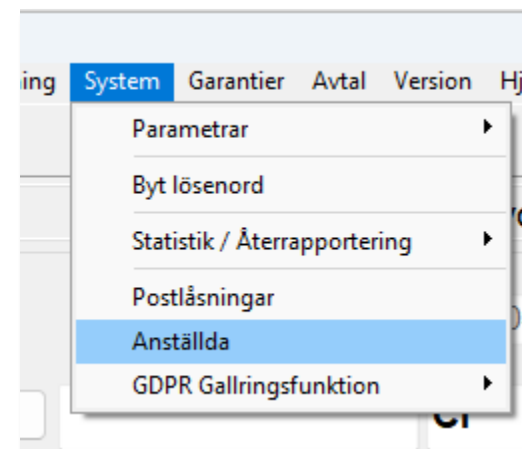 System Garantier Avtal Version
Parametrar
Byt lösenord
Statistik / Återrapportering
Postlåsningar
Anställda
GDPR Gallringsfunktion